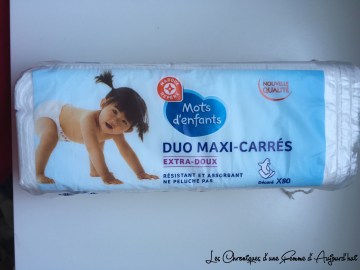 NOUVELLE
QUALITÉ
Mots
d'enfants
DUO MAXI-CARRÉS
EXTRA-DOUX
RÉSISTANT ET ABSORBANT
NE PELUCHE PAS
X80
Les Chroniques d'une Femme d'Aujourd'hui